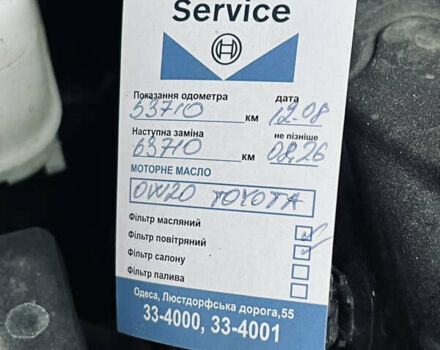 Service
Показання одометра дата
53710 км 12.08
Наступна заміна не пізніше
63710 км 08.26
МОТОРНЕ МАСЛО
0W20 TOYOTA
Фільтр масляний
Фільтр повітряний
Фільтр салону
Фільтр палива
Одеса, Люстдорфська дорога,55
33-4000, 33-4001